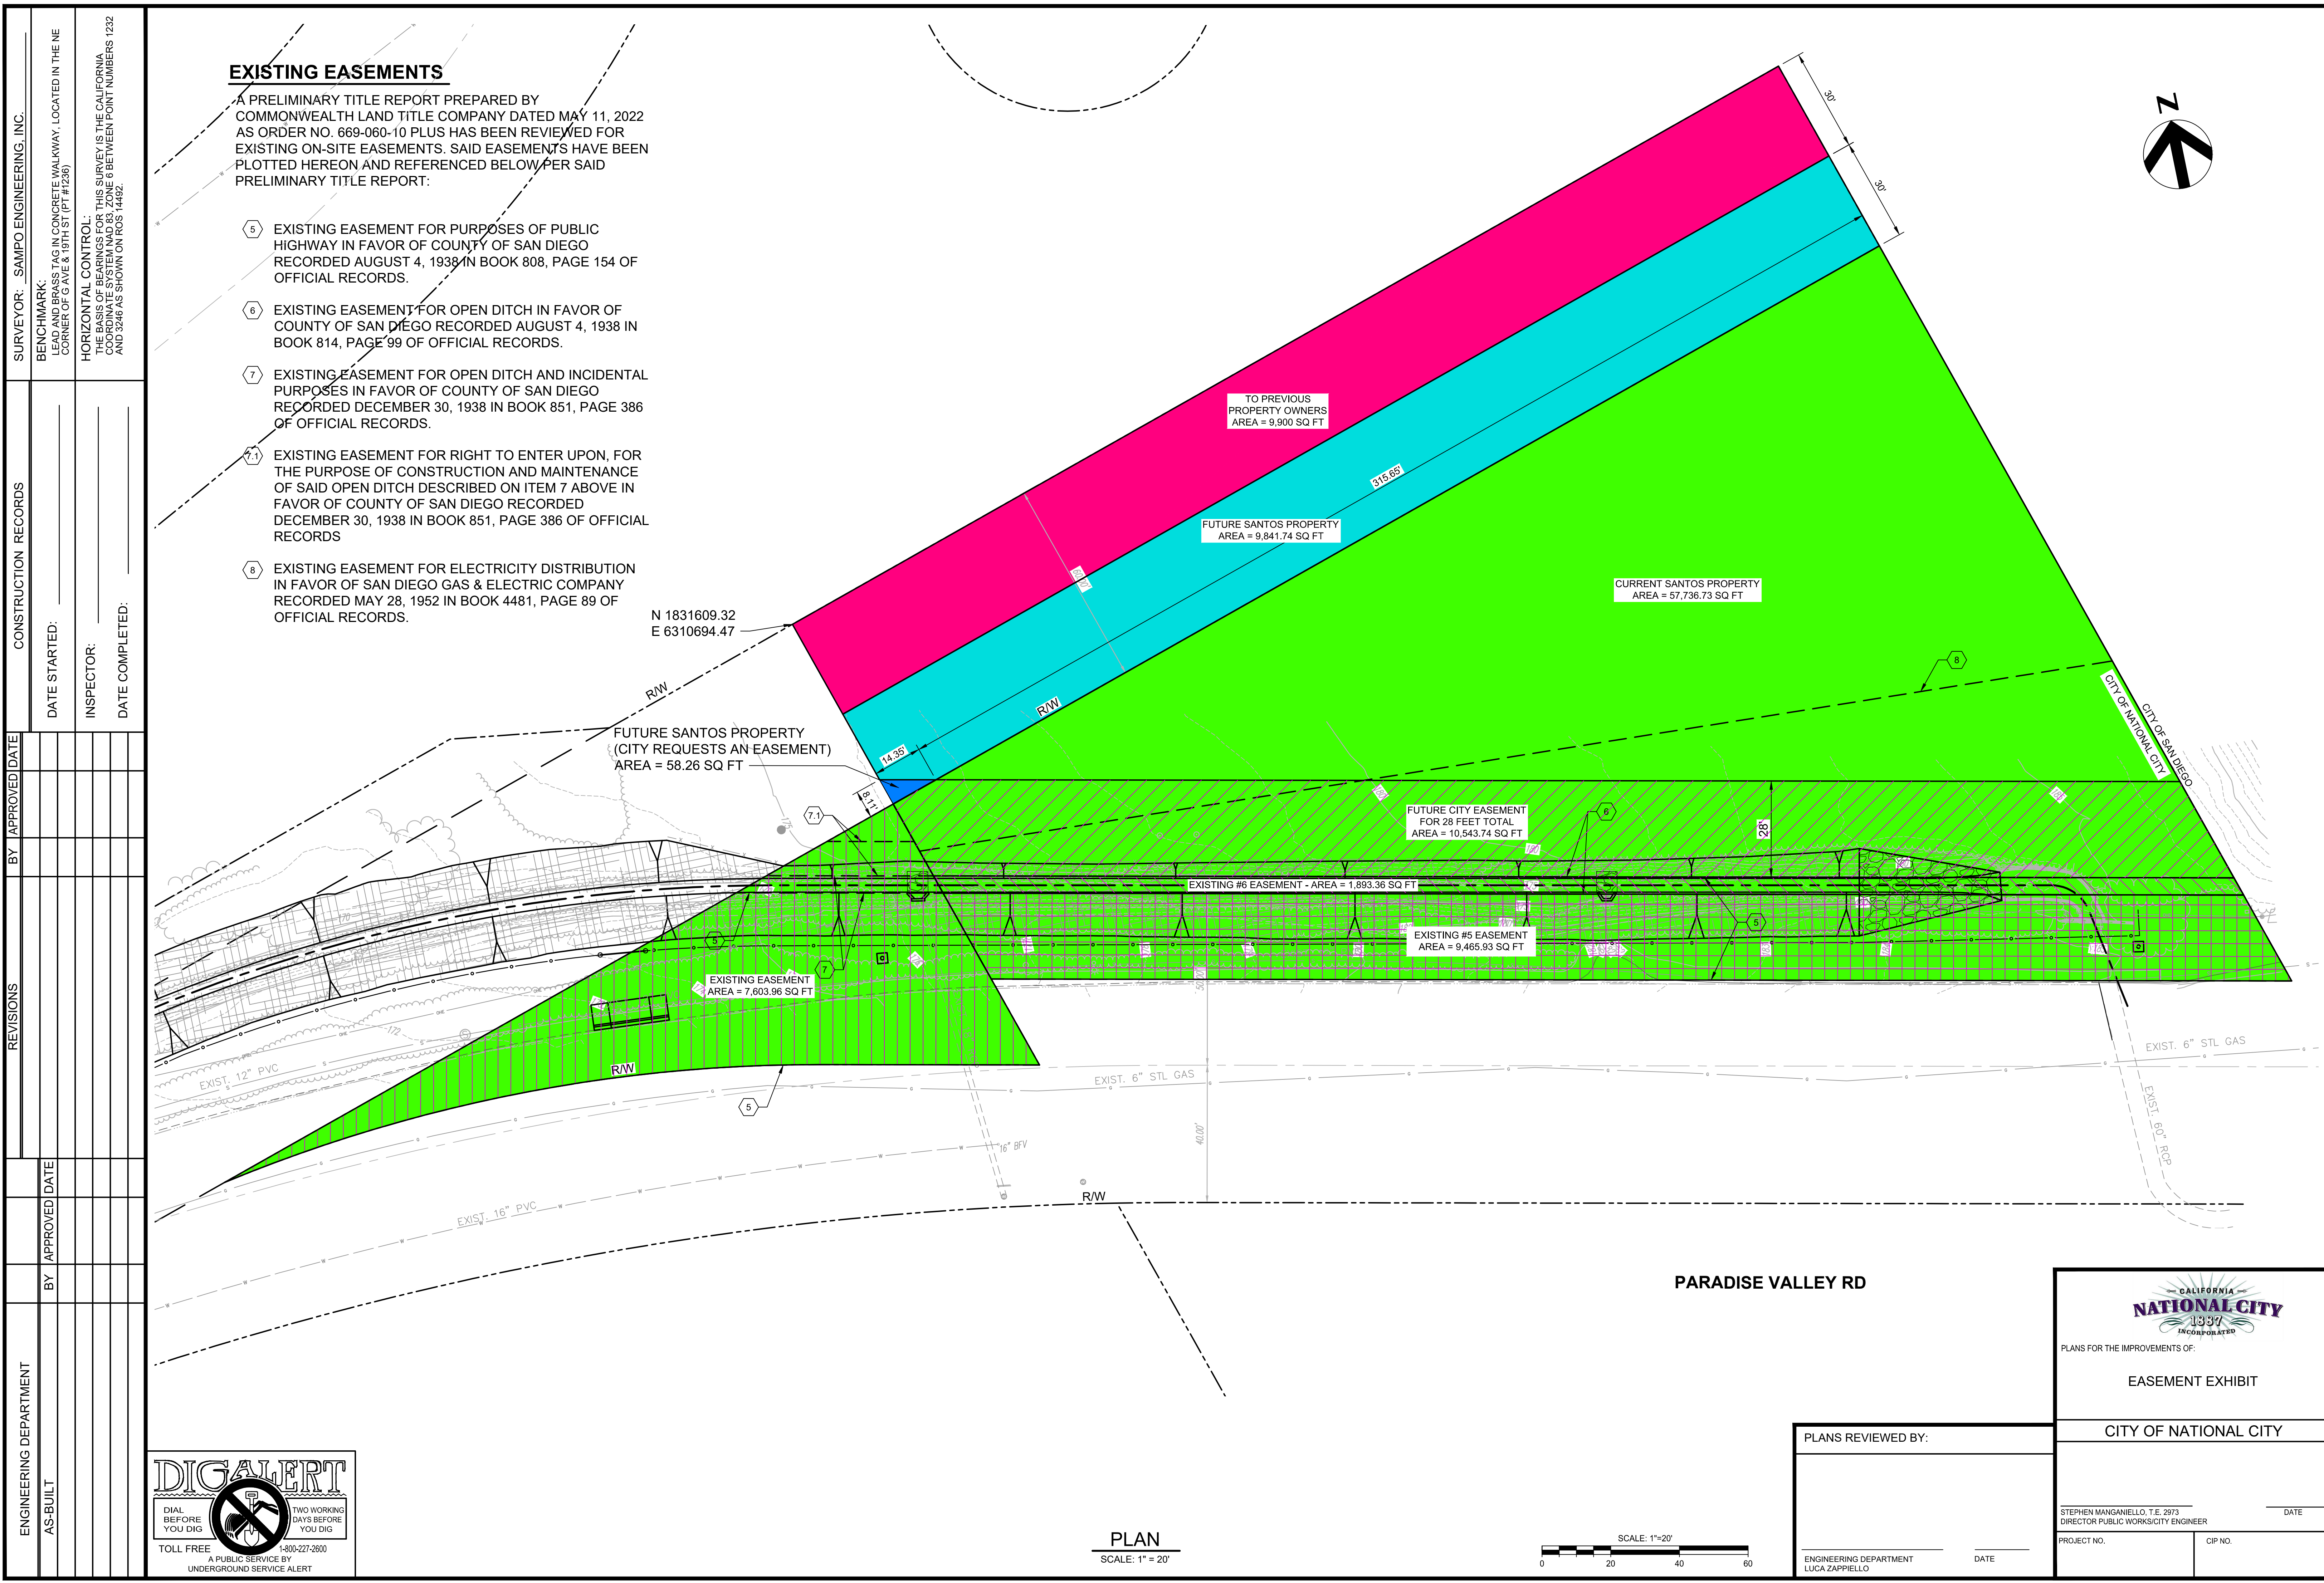 SURVEYOR: SAMPO ENGINEERING, INC.
BENCHMARK:
LEAD AND BRASS TAG IN CONCRETE WALKWAY, LOCATED IN THE NE
CORNER OF G AVE & 19TH ST (PT #1236)
HORIZONTAL CONTROL:
THE BASIS OF BEARINGS FOR THIS SURVEY IS THE CALIFORNIA
COORDINATE SYSTEM NAD 83, ZONE 6 BETWEEN POINT NUMBERS 1232
AND 3246 AS SHOWN ON ROS 14492.
CONSTRUCTION RECORDS
DATE STARTED:
INSPECTOR:
DATE COMPLETED:
REVISIONS BY APPROVED DATE
ENGINEERING DEPARTMENT
AS-BUILT BY APPROVED DATE
EXISTING EASEMENTS
A PRELIMINARY TITLE REPORT PREPARED BY
COMMONWEALTH LAND TITLE COMPANY DATED MAY 11, 2022
AS ORDER NO. 669-060-10 PLUS HAS BEEN REVIEWED FOR
EXISTING ON-SITE EASEMENTS. SAID EASEMENTS HAVE BEEN
PLOTTED HEREON AND REFERENCED BELOW PER SAID
PRELIMINARY TITLE REPORT:
5 EXISTING EASEMENT FOR PURPOSES OF PUBLIC
HiGHWAY IN FAVOR OF COUNTY OF SAN DIEGO
RECORDED AUGUST 4, 1938 IN BOOK 808, PAGE 154 OF
OFFICIAL RECORDS.
6 EXISTING EASEMENT FOR OPEN DITCH IN FAVOR OF
COUNTY OF SAN DIEGO RECORDED AUGUST 4, 1938 IN
BOOK 814, PAGE 99 OF OFFICIAL RECORDS.
7 EXISTING EASEMENT FOR OPEN DITCH AND INCIDENTAL
PURPOSES IN FAVOR OF COUNTY OF SAN DIEGO
RECORDED DECEMBER 30, 1938 IN BOOK 851, PAGE 386
OF OFFICIAL RECORDS.
7.1 EXISTING EASEMENT FOR RIGHT TO ENTER UPON, FOR
THE PURPOSE OF CONSTRUCTION AND MAINTENANCE
OF SAID OPEN DITCH DESCRIBED ON ITEM 7 ABOVE IN
FAVOR OF COUNTY OF SAN DIEGO RECORDED
DECEMBER 30, 1938 IN BOOK 851, PAGE 386 OF OFFICIAL
RECORDS
8 EXISTING EASEMENT FOR ELECTRICITY DISTRIBUTION
IN FAVOR OF SAN DIEGO GAS & ELECTRIC COMPANY
RECORDED MAY 28, 1952 IN BOOK 4481, PAGE 89 OF
OFFICIAL RECORDS.
N 1831609.32
E 6310694.47
R/W
FUTURE SANTOS PROPERTY
(CITY REQUESTS AN EASEMENT)
AREA = 58.26 SQ FT
30'
30'
N
TO PREVIOUS
PROPERTY OWNERS
AREA = 9,900 SQ FT
315.65'
FUTURE SANTOS PROPERTY
AREA = 9,841.74 SQ FT
CURRENT SANTOS PROPERTY
AREA = 57,736.73 SQ FT
8
CITY OF SAN DIEGO
CITY OF NATIONAL CITY
R/W
14.35'
8.11'
7.1
175
180
181
FUTURE CITY EASEMENT
FOR 28 FEET TOTAL
AREA = 10,543.74 SQ FT
6
28'
180
EXISTING #6 EASEMENT - AREA = 1,893.36 SQ FT
170
5
5
EXISTING #5 EASEMENT
AREA = 9,465.93 SQ FT
7
EXISTING EASEMENT
AREA = 7,603.96 SQ FT
172
EXIST. 12" PVC
R/W
5
EXIST. 6" STL GAS
EXIST. 6" STL GAS
EXIST. 60" RCP
40.00'
16" BFV
EXIST. 16" PVC
R/W
PARADISE VALLEY RD
DIGALERT
DIAL
BEFORE
YOU DIG
TWO WORKING
DAYS BEFORE
YOU DIG
TOLL FREE 1-800-227-2600
A PUBLIC SERVICE BY
UNDERGROUND SERVICE ALERT
PLAN
SCALE: 1" = 20'
SCALE: 1"=20'
0 20 40 60
PLANS REVIEWED BY:
ENGINEERING DEPARTMENT DATE
LUCA ZAPPIELLO
CALIFORNIA
NATIONAL CITY
1887
INCORPORATED
PLANS FOR THE IMPROVEMENTS OF:
EASEMENT EXHIBIT
CITY OF NATIONAL CITY
STEPHEN MANGANIELLO, T.E. 2973 DATE
DIRECTOR PUBLIC WORKS/CITY ENGINEER
PROJECT NO. CIP NO.